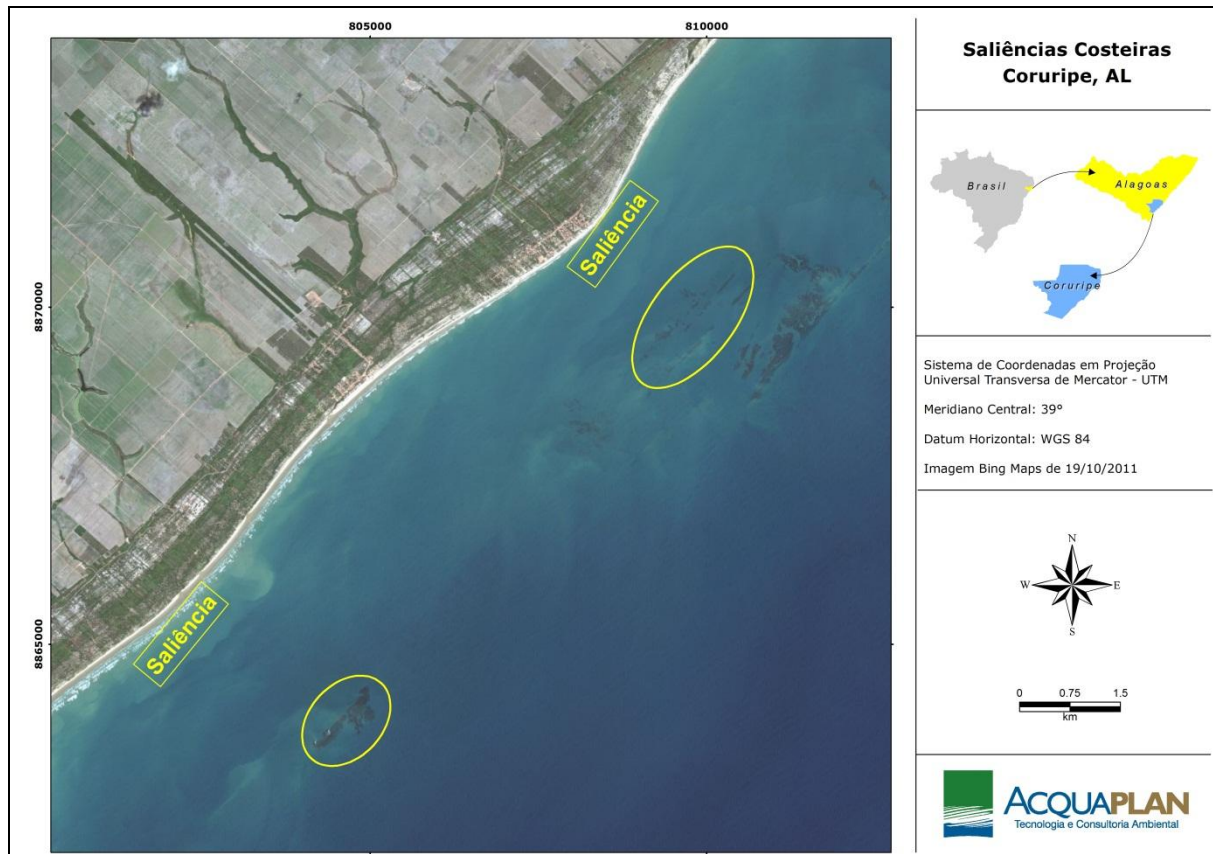 805000
810000
8870000
8865000
Saliência
Saliência
Saliências Costeiras
Coruripe, AL
Brasil
Alagoas
Coruripe
Sistema de Coordenadas em Projeção
Universal Transversa de Mercator - UTM
Meridiano Central: 39°
Datum Horizontal: WGS 84
Imagem Bing Maps de 19/10/2011
N
W
E
S
0 0.75 1.5
km
ACQUAPLAN
Tecnologia e Consultoria Ambiental